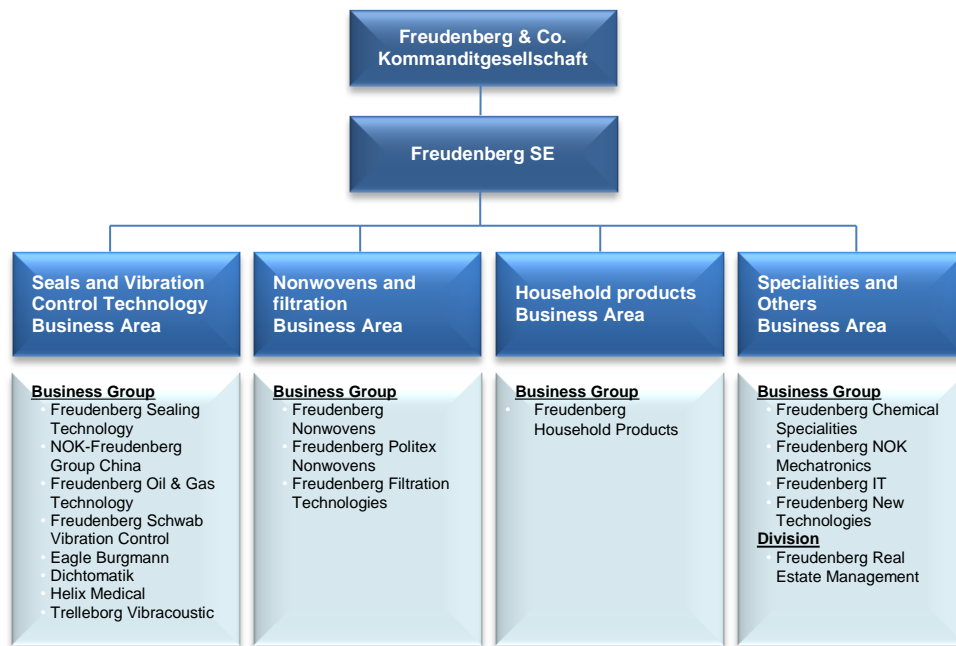 Freudenberg & Co.
Kommanditgesellschaft
Freudenberg SE
Seals and Vibration
Control Technology
Business Area
Nonwovens and
filtration
Business Area
Household products
Business Area
Specialities and
Others
Business Area
Business Group
• Freudenberg Sealing
Technology
• NOK-Freudenberg
Group China
• Freudenberg Oil & Gas
Technology
• Freudenberg Schwab
Vibration Control
• Eagle Burgmann
• Dichtomatik
• Helix Medical
• Trelleborg Vibracoustic
Business Group
• Freudenberg
Nonwovens
• Freudenberg Politex
Nonwovens
• Freudenberg Filtration
Technologies
Business Group
• Freudenberg
Household Products
Business Group
• Freudenberg Chemical
Specialities
• Freudenberg NOK
Mechatronics
• Freudenberg IT
• Freudenberg New
Technologies
Division
• Freudenberg Real
Estate Management